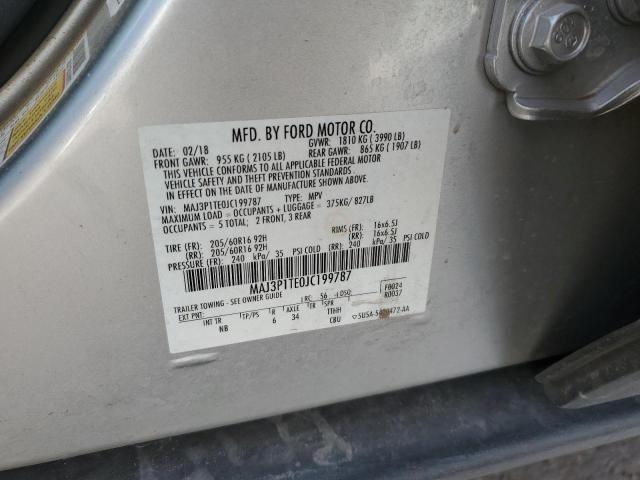 MFD. BY FORD MOTOR CO.
DATE: 02/18 GVWR: 1810 KG ( 3990 LB)
FRONT GAWR: 955 KG ( 2105 LB) REAR GAWR: 865 KG ( 1907 LB)
THIS VEHICLE CONFORMS TO ALL APPLICABLE FEDERAL MOTOR
VEHICLE SAFETY AND THEFT PREVENTION STANDARDS
IN EFFECT ON THE DATE OF MANUFACTURE SHOWN ABOVE.
VIN: MAJ3P1TE0JC199787 TYPE: MPV
MAXIMUM LOAD = OCCUPANTS + LUGGAGE = 375KG/ 827LB
OCCUPANTS = 5 TOTAL; 2 FRONT, 3 REAR
TIRE (FR): 205/60R16 92H RIMS (FR): 16x6.5J
(RR): 205/60R16 92H (RR): 16x6.5J
PRESSURE (FR): 240 kPa/ 35 PSI COLD (RR): 240 kPa/ 35 PSI COLD
MAJ3P1TE0JC199787
TRAILER TOWING - SEE OWNER GUIDE RC: 56 DSO: F0024
R0037
EXT PNT: INT TR TP/PS R AXLE TR SPR
NB 6 34 TTHH
CBU